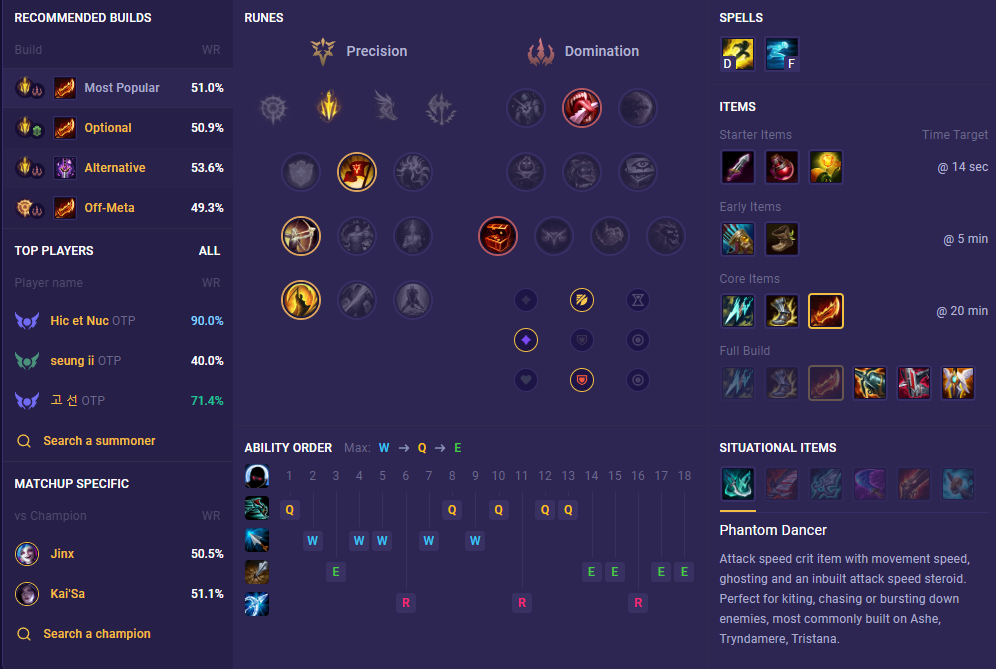 RECOMMENDED BUILDS
Build WR
Most Popular 51.0%
Optional 50.9%
Alternative 53.6%
Off-Meta 49.3%
TOP PLAYERS ALL
Player name WR
Hic et Nuc OTP 90.0%
seung ii OTP 40.0%
고 선 OTP 71.4%
Search a summoner
MATCHUP SPECIFIC
vs Champion WR
Jinx 50.5%
Kai'Sa 51.1%
Search a champion
RUNES
Precision Domination
ABILITY ORDER Max: W → Q → E
1 2 3 4 5 6 7 8 9 10 11 12 13 14 15 16 17 18
Q Q Q Q Q
W W W W W
E E E E E
R R R
SPELLS
D F
ITEMS
Starter Items Time Target
@ 14 sec
Early Items
@ 5 min
Core Items
@ 20 min
Full Build
SITUATIONAL ITEMS
Phantom Dancer
Attack speed crit item with movement speed,
ghosting and an inbuilt attack speed steroid.
Perfect for kiting, chasing or bursting down
enemies, most commonly built on Ashe,
Tryndamere, Tristana.